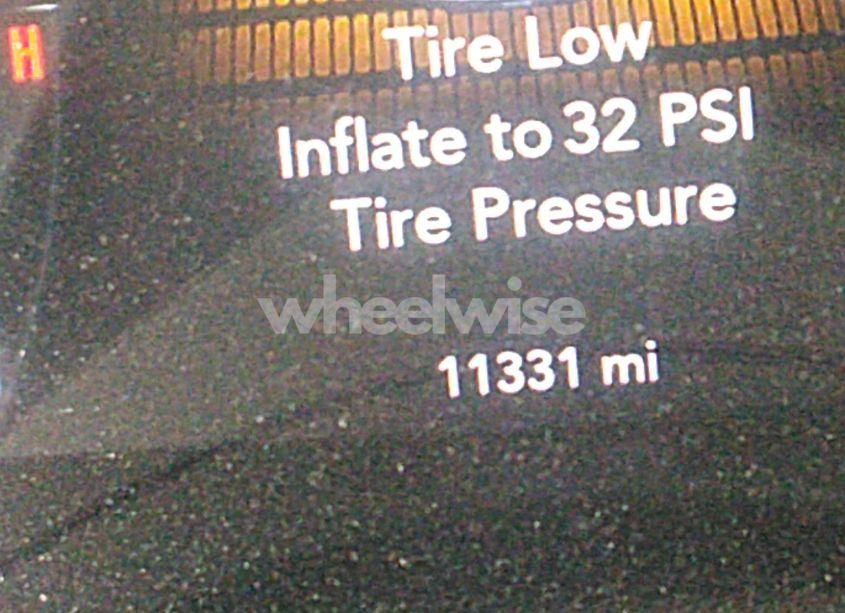 H
Tire Low
Inflate to 32 PSI
Tire Pressure
wheelwise
11331 mi